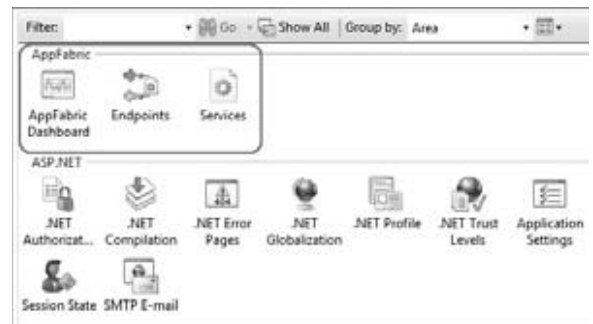 Filter: Go Show All Group by: Area
AppFabric
AppFabric Dashboard Endpoints Services
ASP.NET
.NET Authorizat... .NET Compilation .NET Error Pages .NET Globalization .NET Profile .NET Trust Levels Application Settings
Session State SMTP E-mail